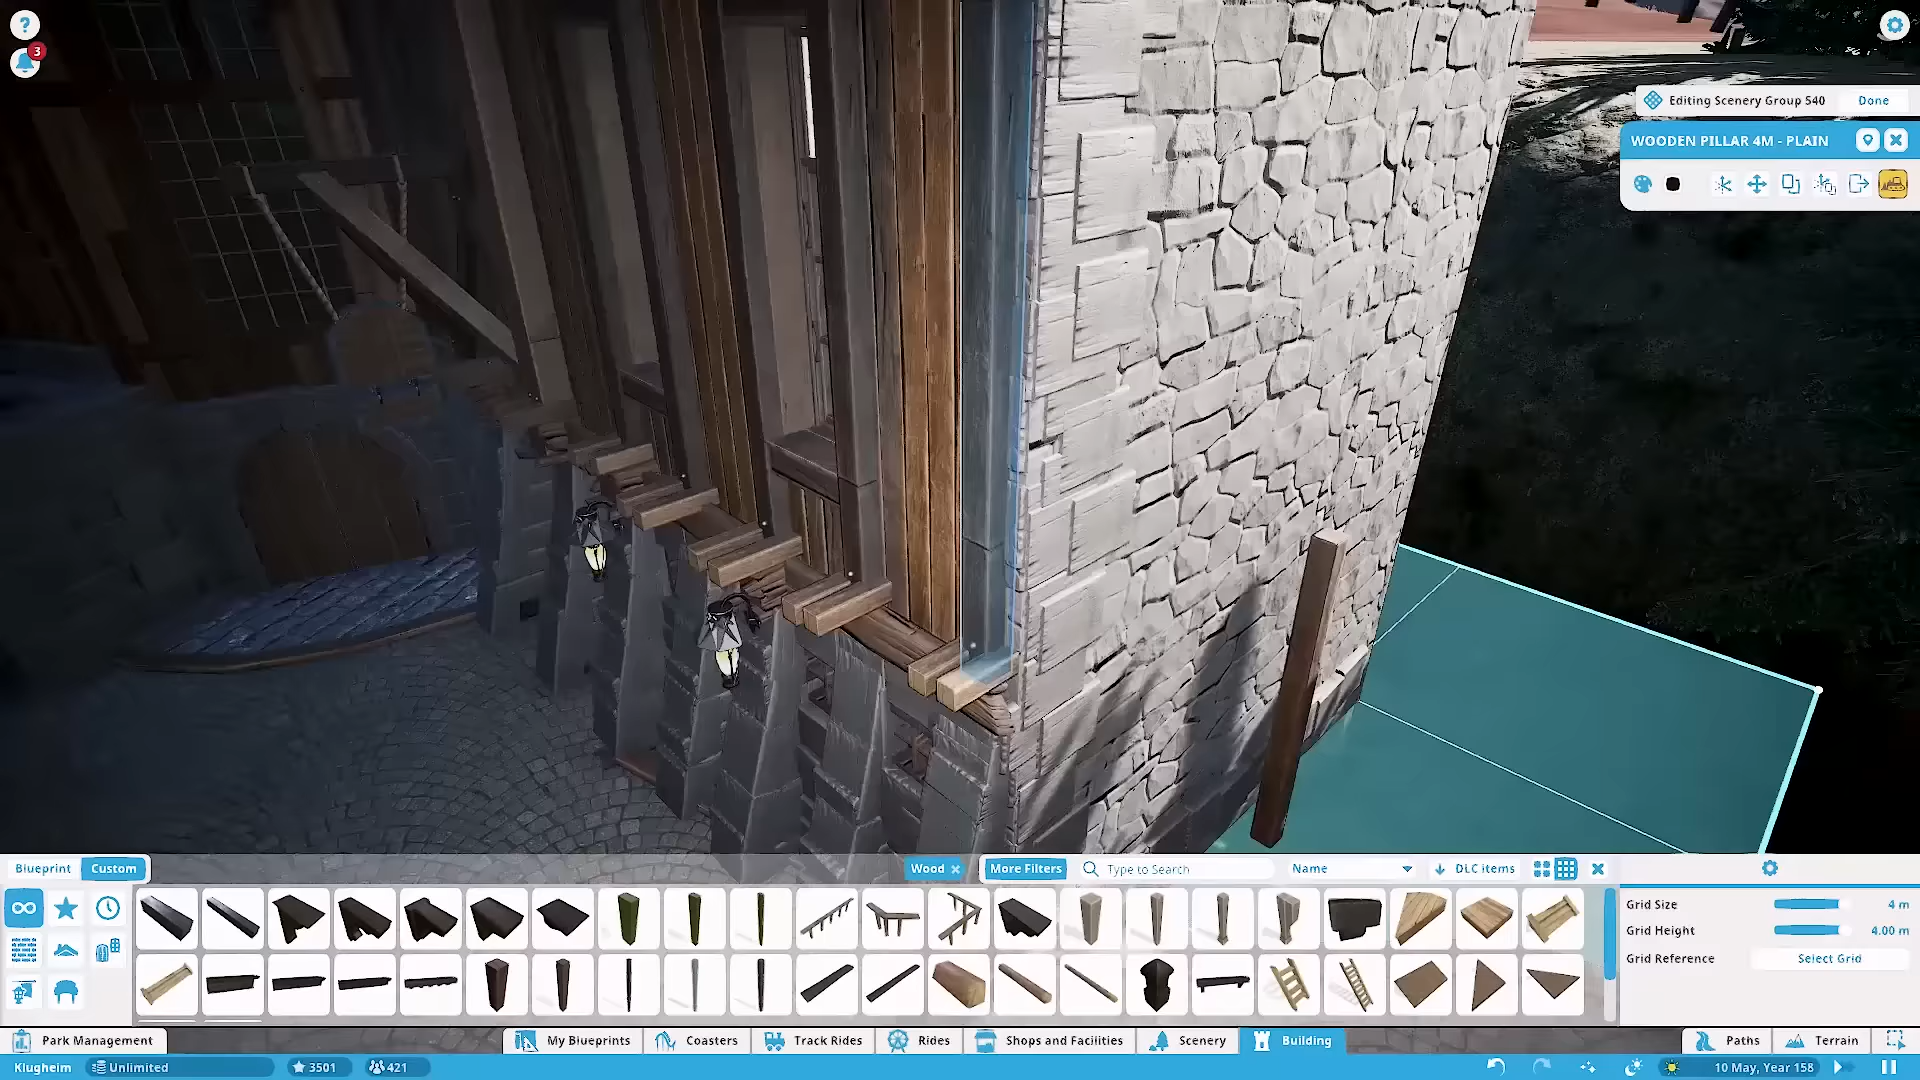 ?
3
Editing Scenery Group 540
Done
WOODEN PILLAR 4M - PLAIN
Blueprint
Custom
Wood
More Filters
Type to Search
Name
DLC Items
Grid Size
4 m
Grid Height
4.00 m
Grid Reference
Select Grid
Park Management
My Blueprints
Coasters
Track Rides
Rides
Shops and Facilities
Scenery
Building
Paths
Terrain
Klugheim
Unlimited
3501
421
10 May, Year 158